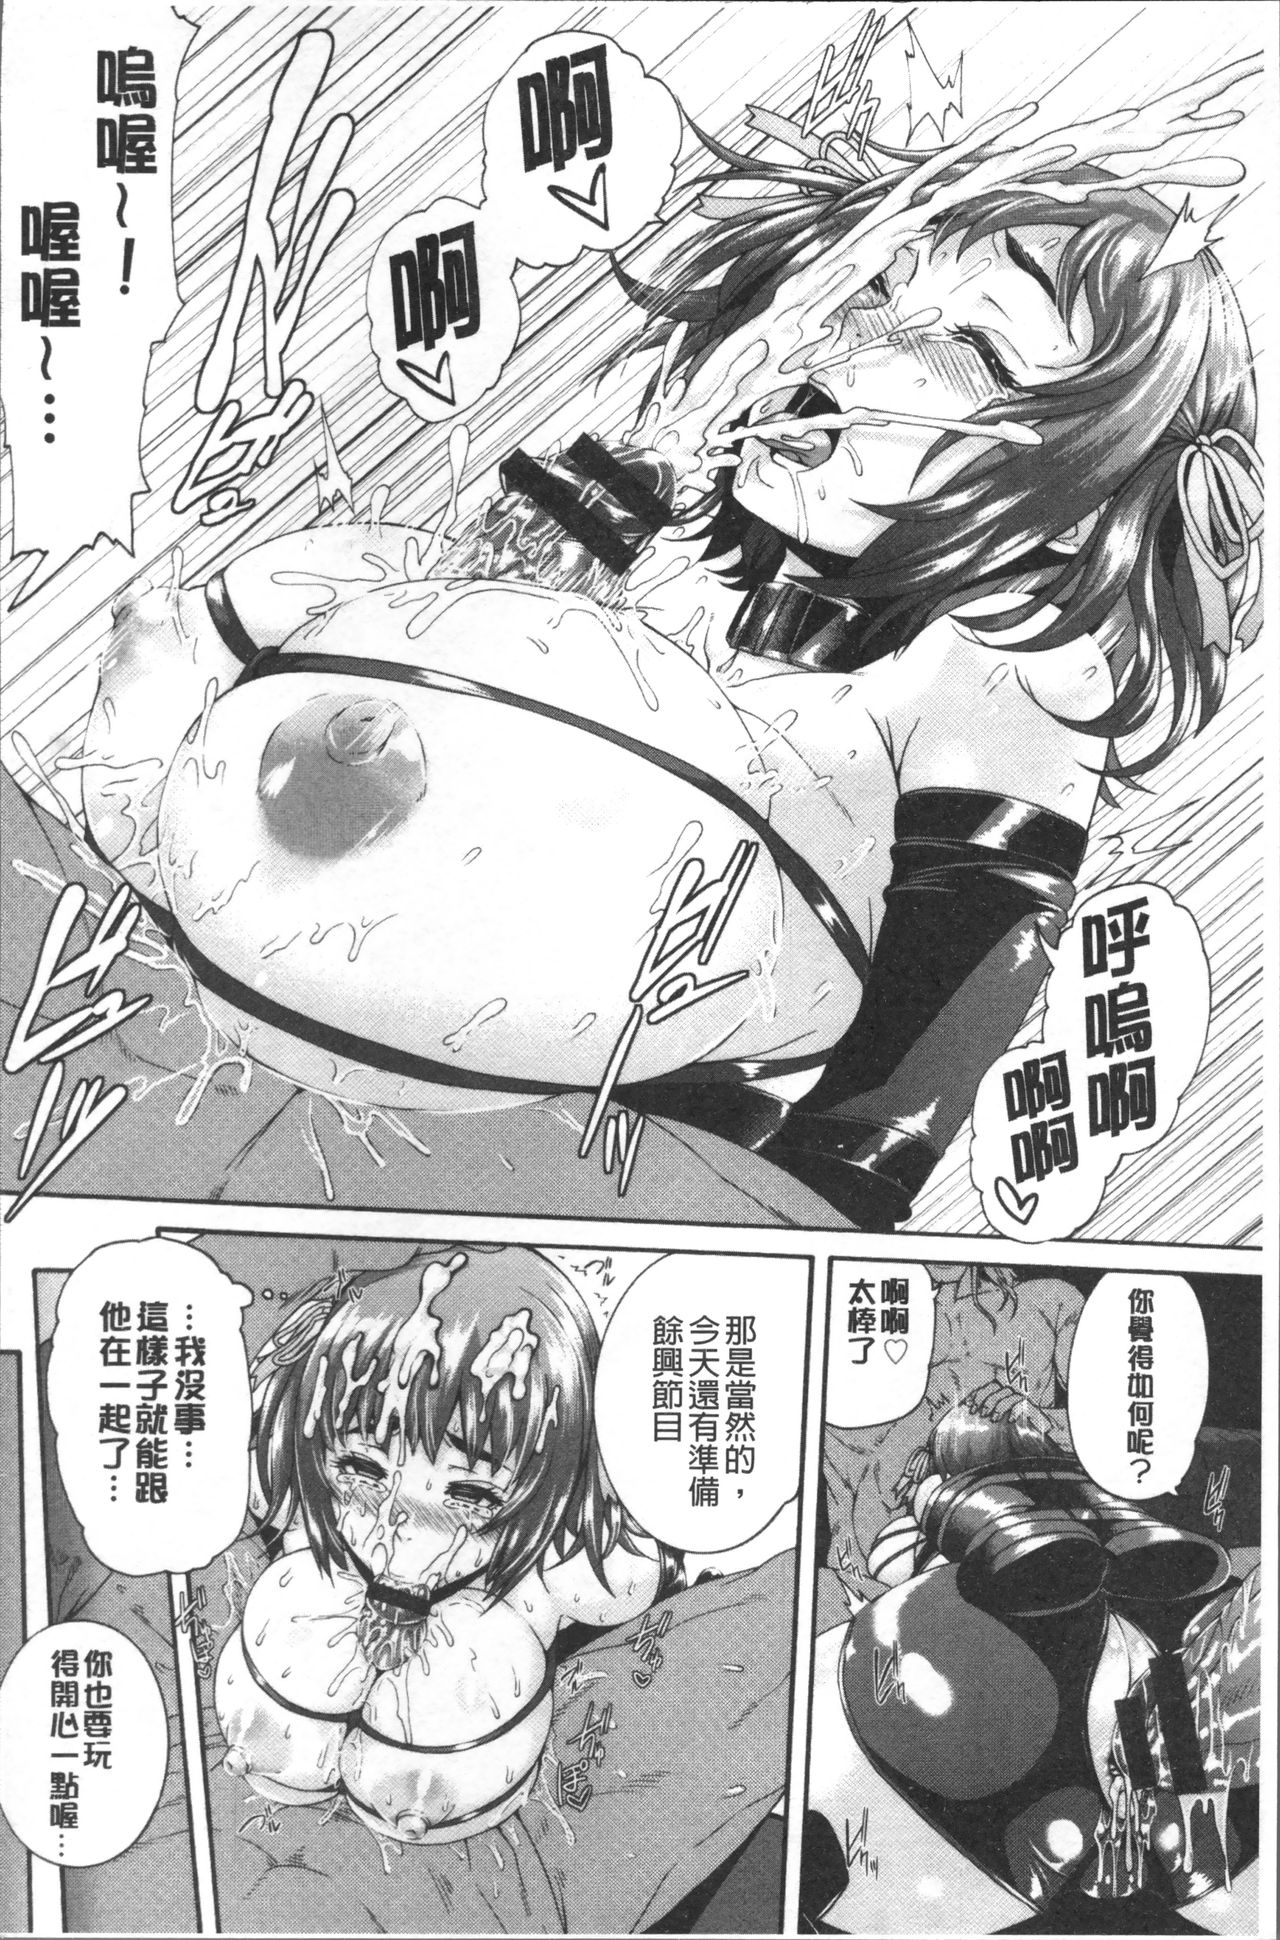 啊♡
啊♡
嗚喔～！
喔喔～…
呼嗚啊
啊啊♡
你覺得如何呢？
啊啊♡
太棒了
那是當然的，
今天還有準備
餘興節目
…我沒事…
這樣子就能跟
他在一起了…
你也要玩
得開心一點喔…